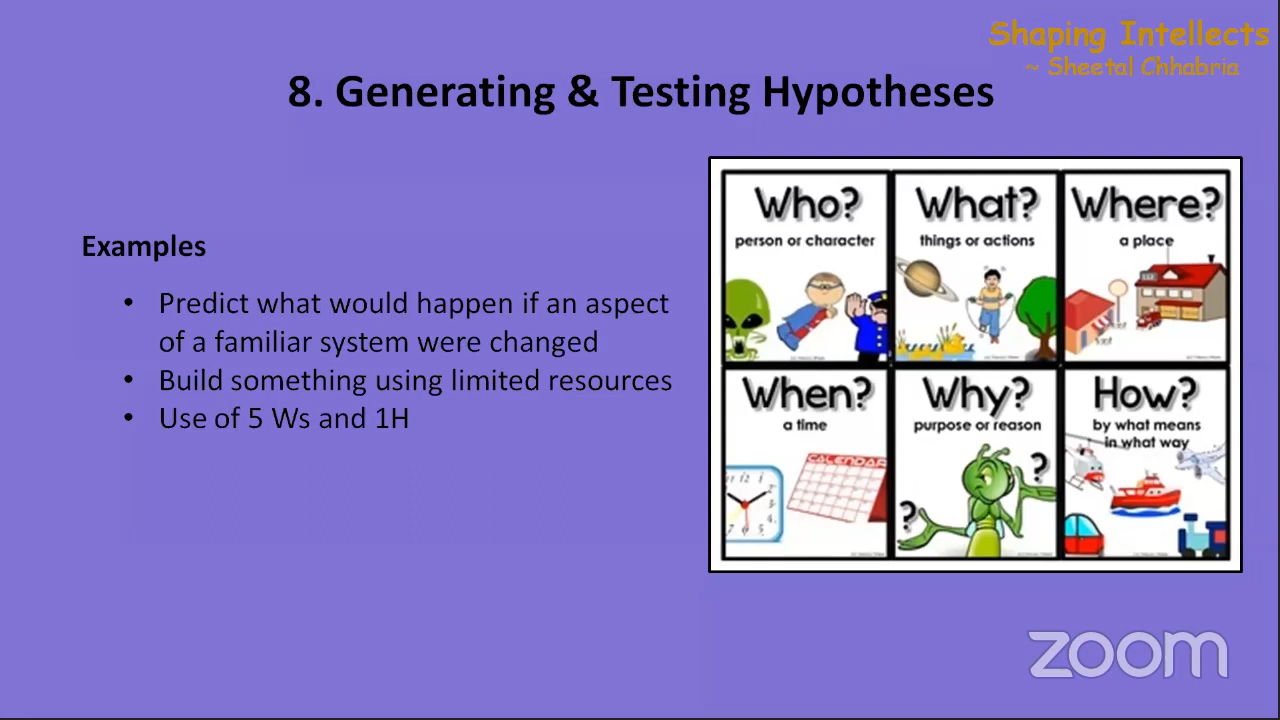 Shaping Intellects
~ Sheetal Chhabria
8. Generating & Testing Hypotheses
Examples
• Predict what would happen if an aspect
of a familiar system were changed
• Build something using limited resources
• Use of 5 Ws and 1H
Who?
person or character
What?
things or actions
Where?
a place
When?
a time
CALENDAR
Why?
purpose or reason
? ?
How?
by what means
in what way
zoom